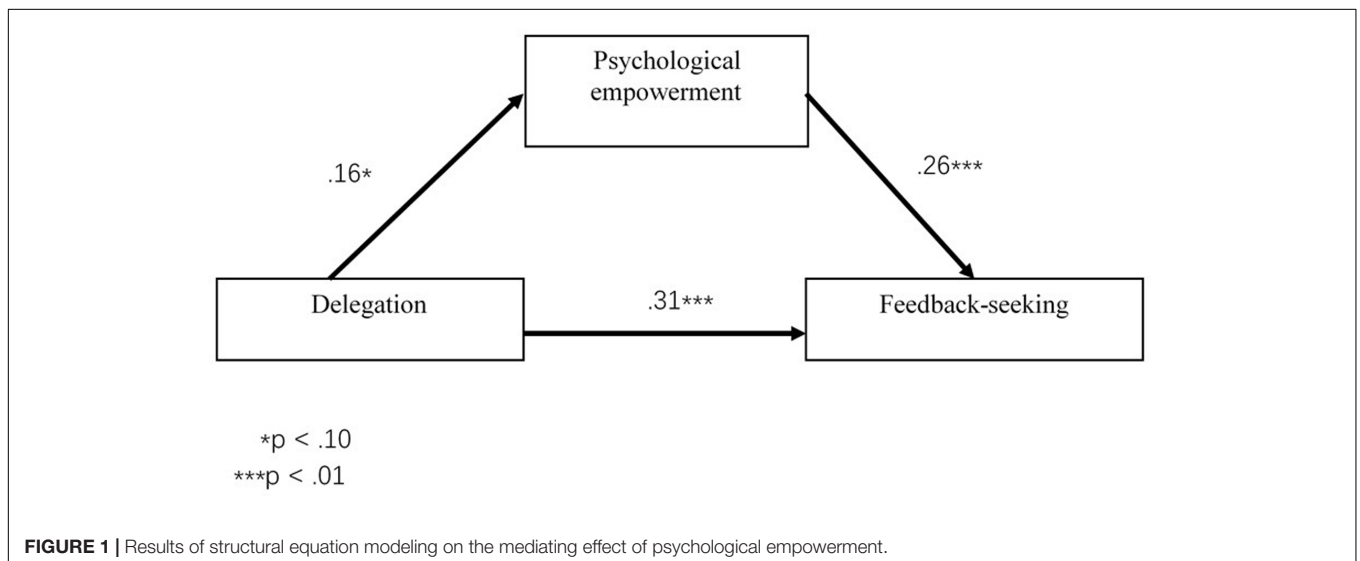 Psychological
empowerment
.16*
.26***
Delegation
.31***
Feedback-seeking
*p < .10
***p < .01
FIGURE 1 | Results of structural equation modeling on the mediating effect of psychological empowerment.